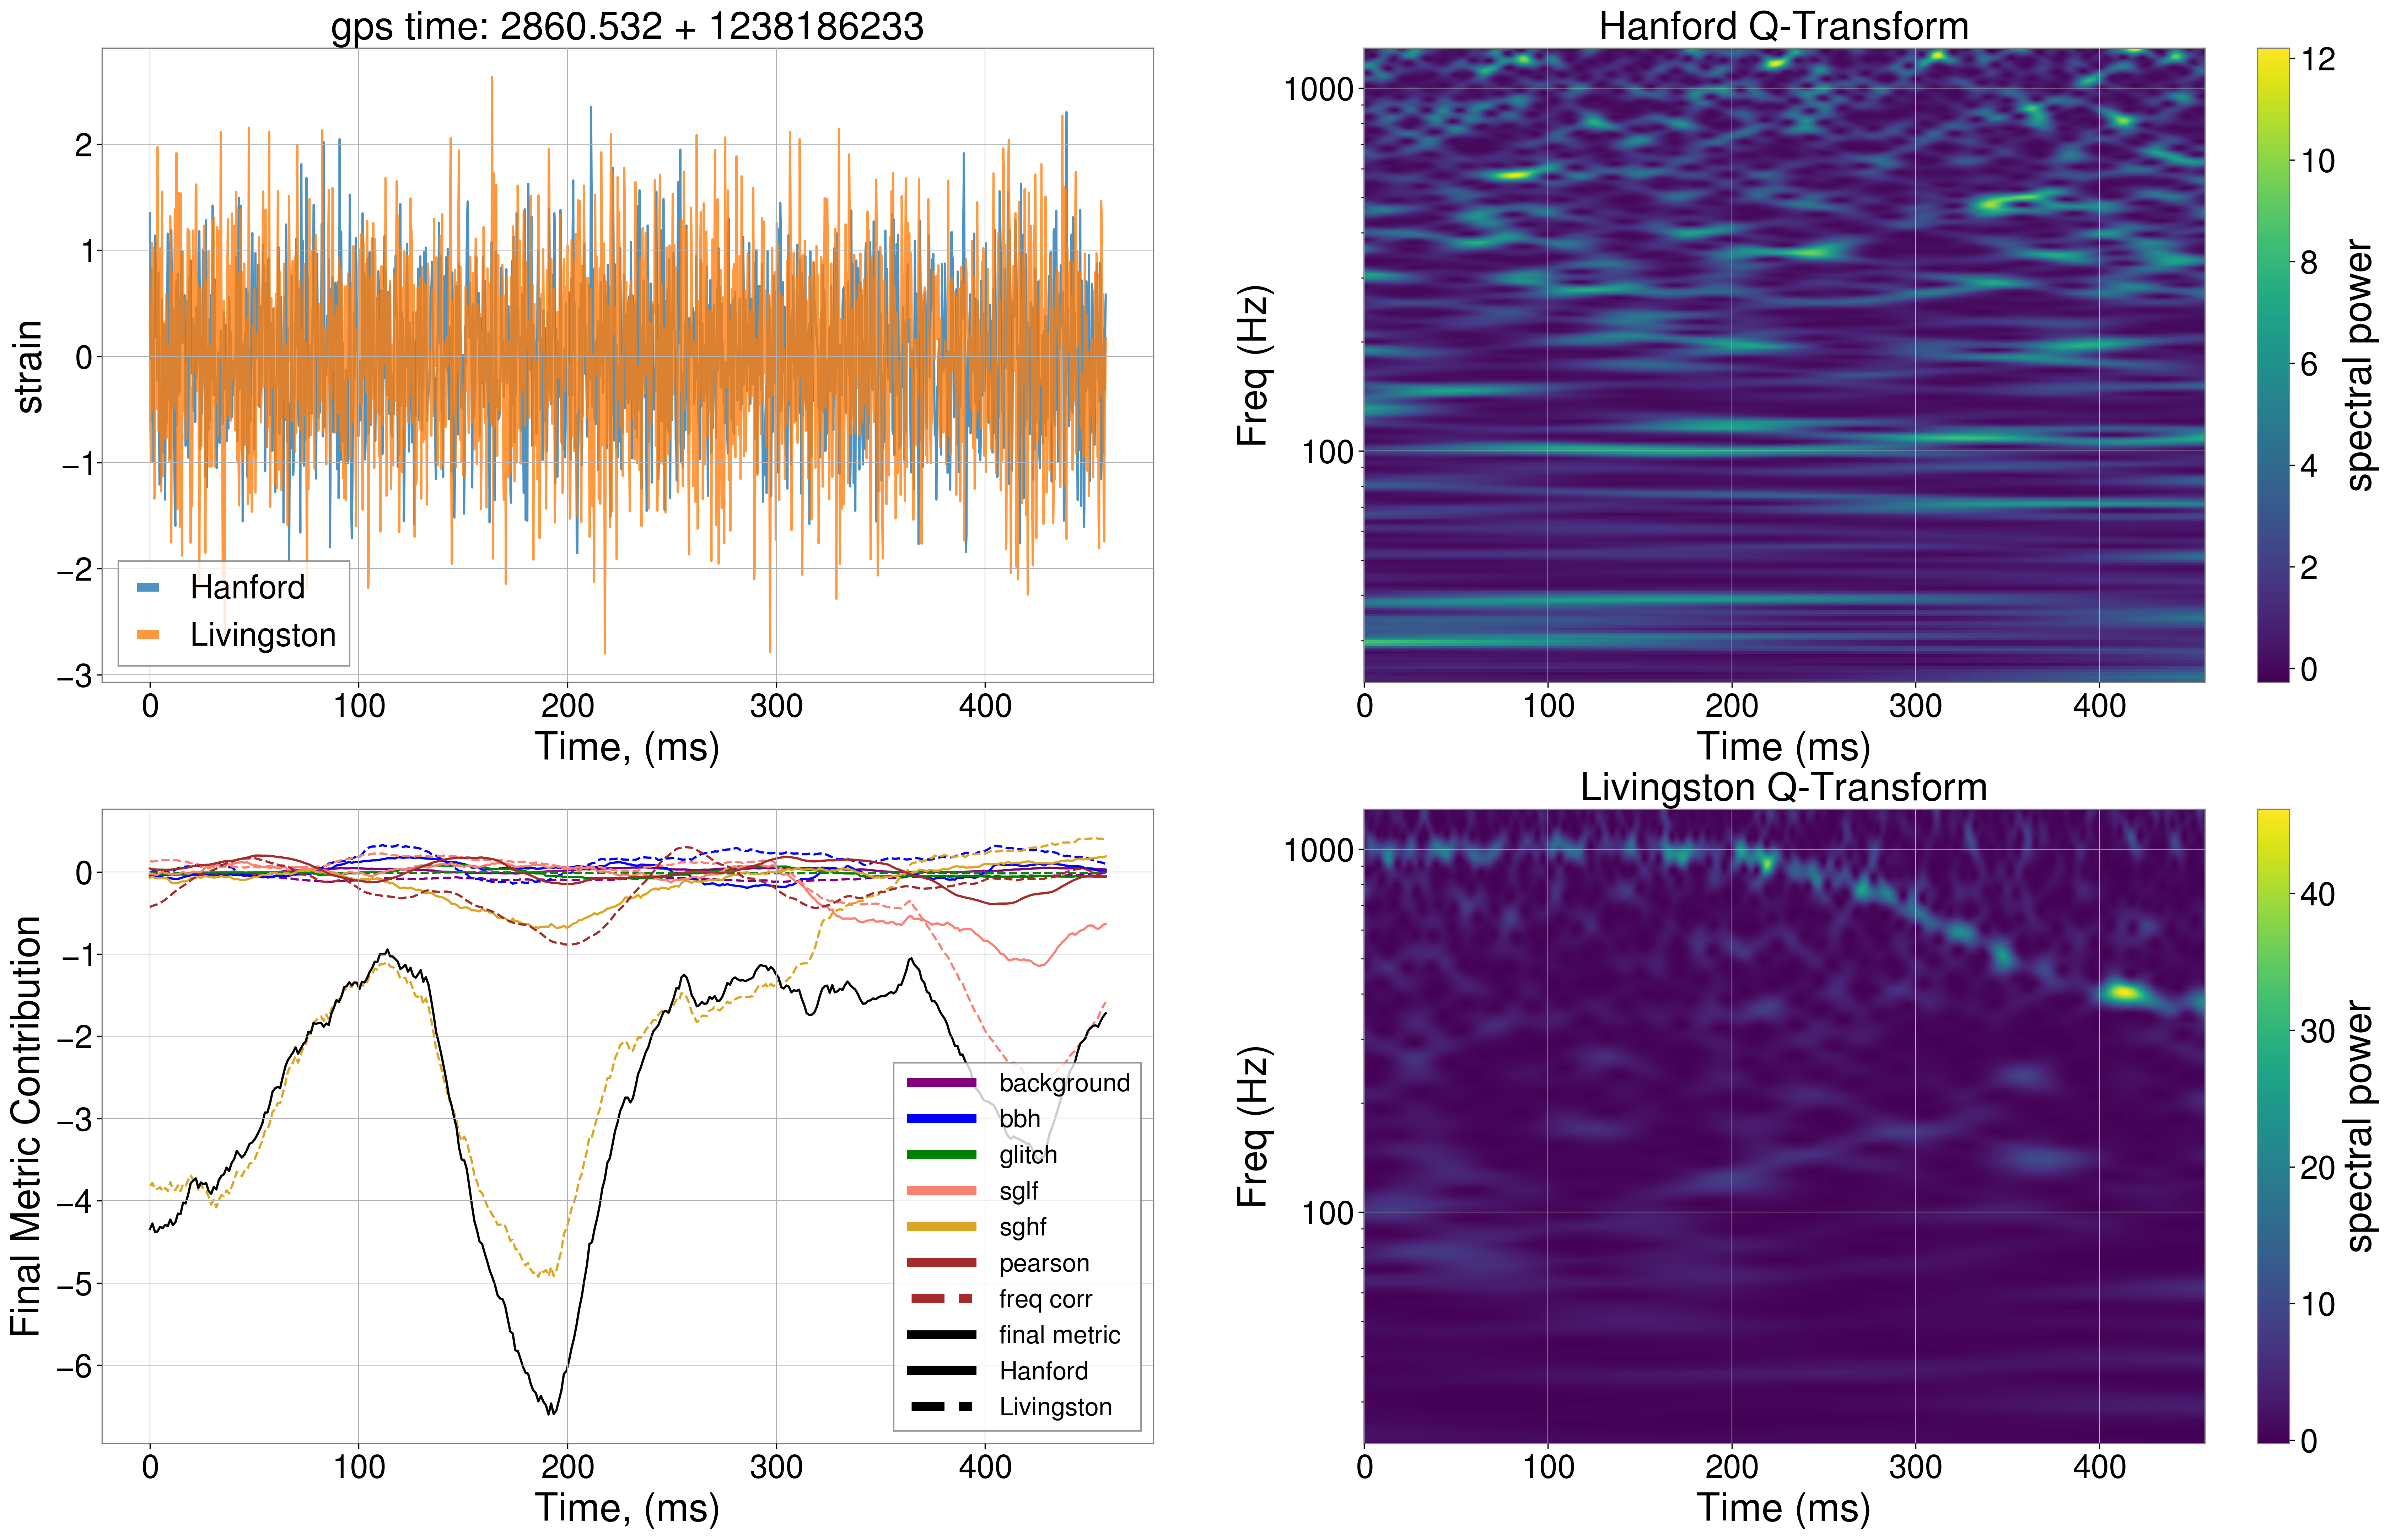 gps time: 2860.532 + 1238186233
strain
2
1
0
−1
−2
−3
Hanford
Livingston
0 100 200 300 400
Time, (ms)
Hanford Q-Transform
Freq (Hz)
1000
100
0 100 200 300 400
Time (ms)
12
10
8
6
4
2
0
spectral power
Final Metric Contribution
0
−1
−2
−3
−4
−5
−6
background
bbh
glitch
sglf
sghf
pearson
freq corr
final metric
Hanford
Livingston
0 100 200 300 400
Time, (ms)
Livingston Q-Transform
Freq (Hz)
1000
100
0 100 200 300 400
Time (ms)
40
30
20
10
0
spectral power